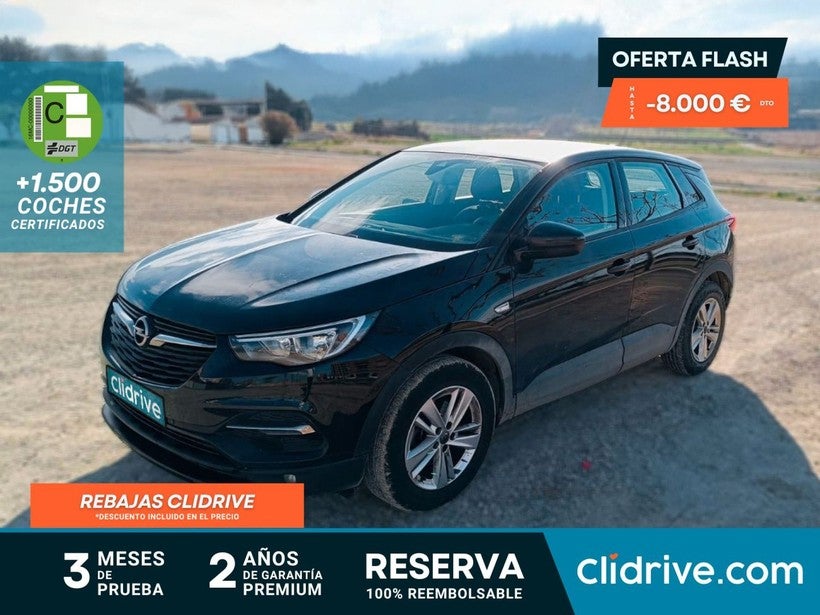 C
DGT
+1.500
COCHES
CERTIFICADOS
OFERTA FLASH
HASTA
-8.000 €
DTO
Clidrive
REBAJAS CLIDRIVE
*DESCUENTO INCLUIDO EN EL PRECIO
3 MESES
DE
PRUEBA
2 AÑOS
DE GARANTÍA
PREMIUM
RESERVA
100% REEMBOLSABLE
Clidrive.com